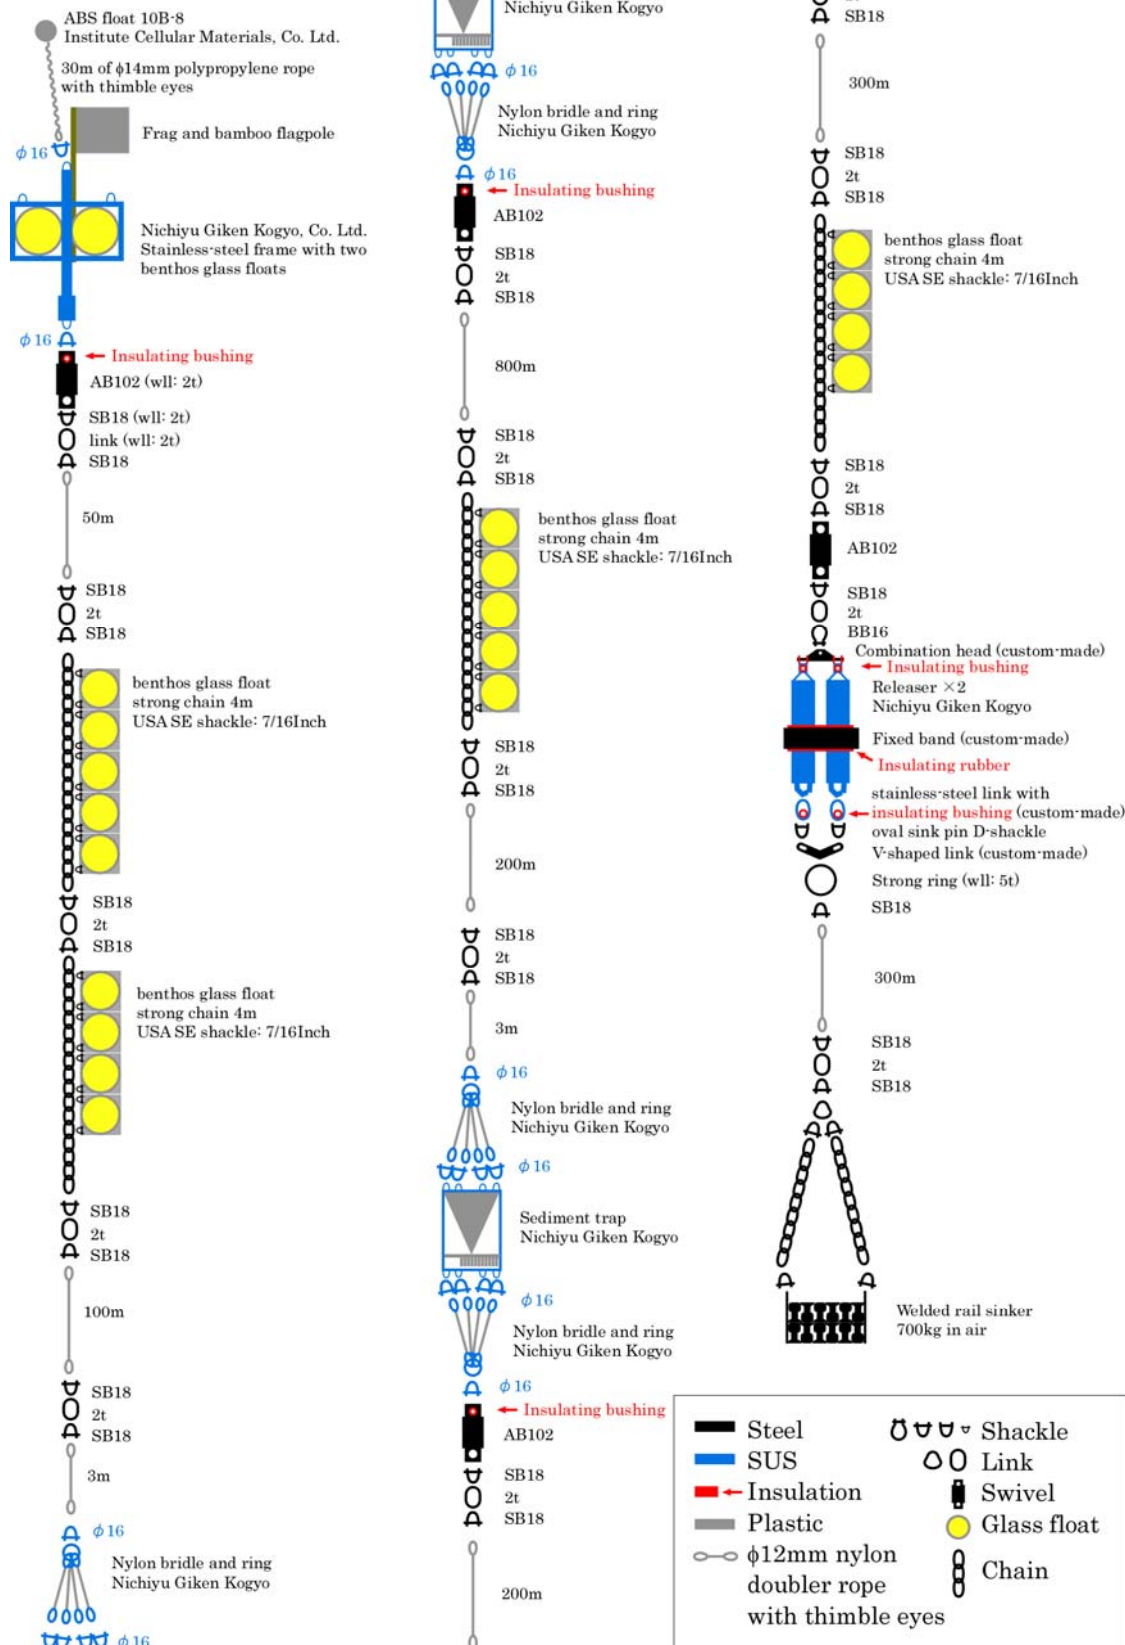 ABS float 10B-8
Institute Cellular Materials, Co. Ltd.
30m of ϕ14mm polypropylene rope
with thimble eyes
ϕ16
Frag and bamboo flagpole
Nichiyu Giken Kogyo, Co. Ltd.
Stainless-steel frame with two
benthos glass floats
ϕ16
Insulating bushing
AB102 (wll: 2t)
SB18 (wll: 2t)
link (wll: 2t)
SB18
50m
SB18
2t
SB18
benthos glass float
strong chain 4m
USA SE shackle: 7/16Inch
SB18
2t
SB18
benthos glass float
strong chain 4m
USA SE shackle: 7/16Inch
SB18
2t
SB18
100m
SB18
2t
SB18
3m
ϕ16
Nylon bridle and ring
Nichiyu Giken Kogyo
ϕ16
Nichiyu Giken Kogyo
ϕ16
Nylon bridle and ring
Nichiyu Giken Kogyo
ϕ16
Insulating bushing
AB102
SB18
2t
SB18
800m
SB18
2t
SB18
benthos glass float
strong chain 4m
USA SE shackle: 7/16Inch
SB18
2t
SB18
200m
SB18
2t
SB18
3m
ϕ16
Nylon bridle and ring
Nichiyu Giken Kogyo
ϕ16
Sediment trap
Nichiyu Giken Kogyo
ϕ16
Nylon bridle and ring
Nichiyu Giken Kogyo
ϕ16
Insulating bushing
AB102
SB18
2t
SB18
200m
SB18
300m
SB18
2t
SB18
benthos glass float
strong chain 4m
USA SE shackle: 7/16Inch
SB18
2t
SB18
AB102
SB18
2t
BB16
Combination head (custom-made)
Insulating bushing
Releaser ×2
Nichiyu Giken Kogyo
Fixed band (custom-made)
Insulating rubber
stainless-steel link with
insulating bushing (custom-made)
oval sink pin D-shackle
V-shaped link (custom-made)
Strong ring (wll: 5t)
SB18
300m
SB18
2t
SB18
Welded rail sinker
700kg in air
Steel
SUS
Insulation
Plastic
ϕ12mm nylon
doubler rope
with thimble eyes
Shackle
Link
Swivel
Glass float
Chain